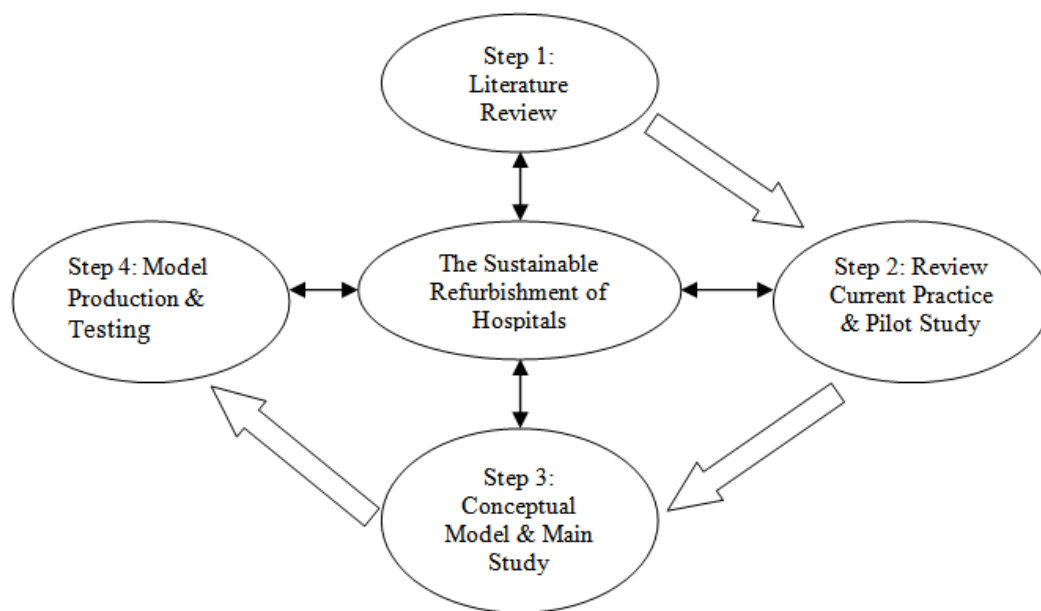 Step 1:
Literature
Review
Step 4: Model
Production &
Testing
The Sustainable
Refurbishment of
Hospitals
Step 2: Review
Current Practice
& Pilot Study
Step 3:
Conceptual
Model & Main
Study